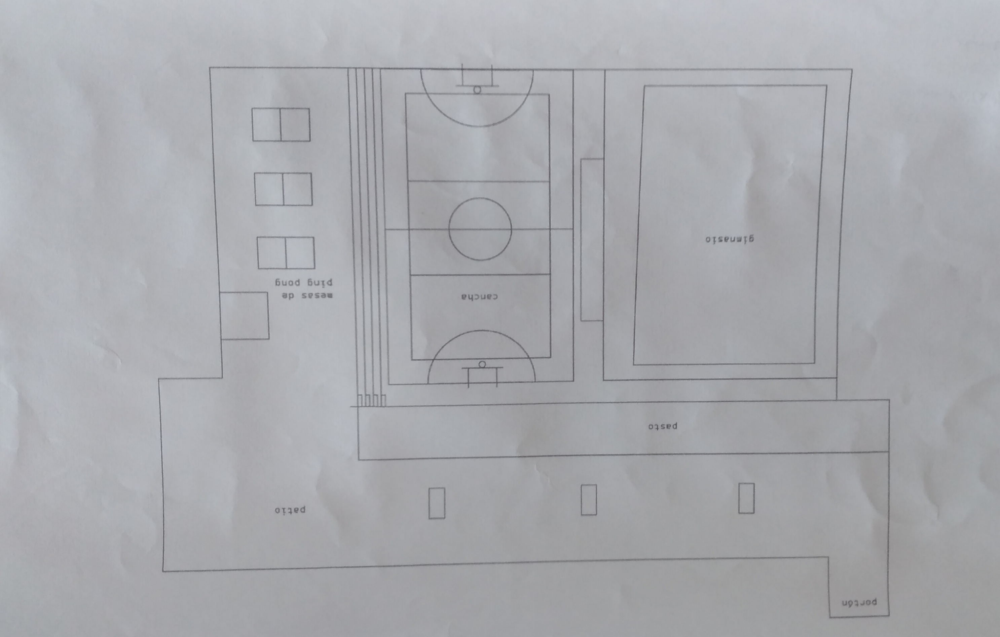 portón
patio
pasto
cancha
mesas de
ping pong
gimnasio